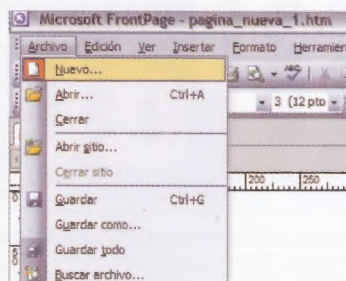 Microsoft FrontPage - pagina_nueva_1.htm
Archivo Edición Ver Insertar Formato Herramien
Nuevo...
Abrir... Ctrl+A
3 (12 pto
Cerrar
Abrir sitio...
Cerrar sitio
200 250
Guardar Ctrl+G
Guardar como...
Guardar todo
Buscar archivo...